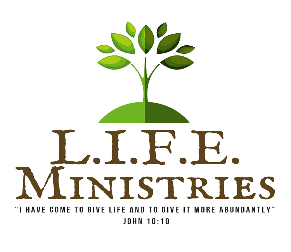 L.I.F.E.
MINISTRIES
"I HAVE COME TO GIVE LIFE AND TO GIVE IT MORE ABUNDANTLY"
JOHN 10:10